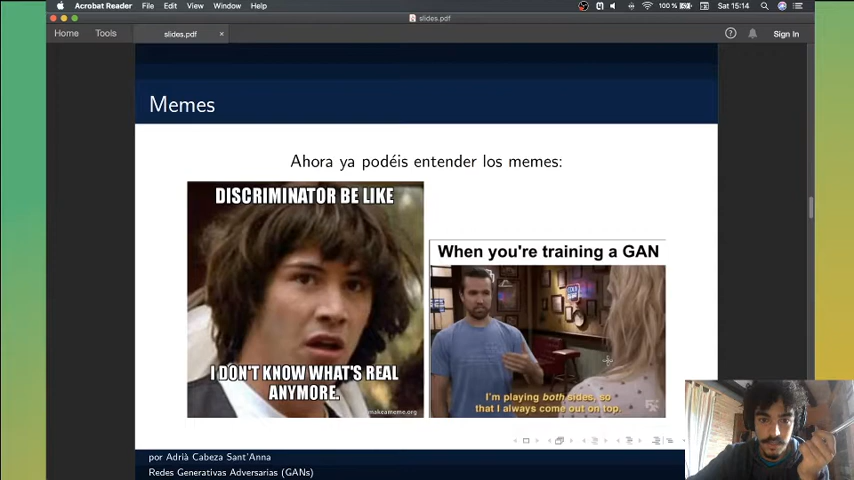 Acrobat Reader File Edit View Window Help
100 % Sat 15:14
slides.pdf
Home Tools slides.pdf × Sign In
Memes
Ahora ya podéis entender los memes:
DISCRIMINATOR BE LIKE
I DON'T KNOW WHAT'S REAL
ANYMORE.
makeameme.org
When you're training a GAN
I'm playing both sides, so
that I always come out on top.
por Adrià Cabeza Sant'Anna
Redes Generativas Adversarias (GANs)